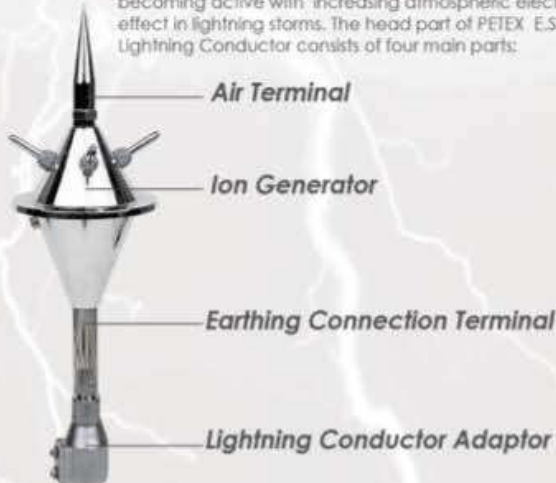 becoming active with increasing atmospheric
effect in lightning storms. The head part of PETEX E.S
Lightning Conductor consists of four main parts:
Air Terminal
Ion Generator
Earthing Connection Terminal
Lightning Conductor Adaptor